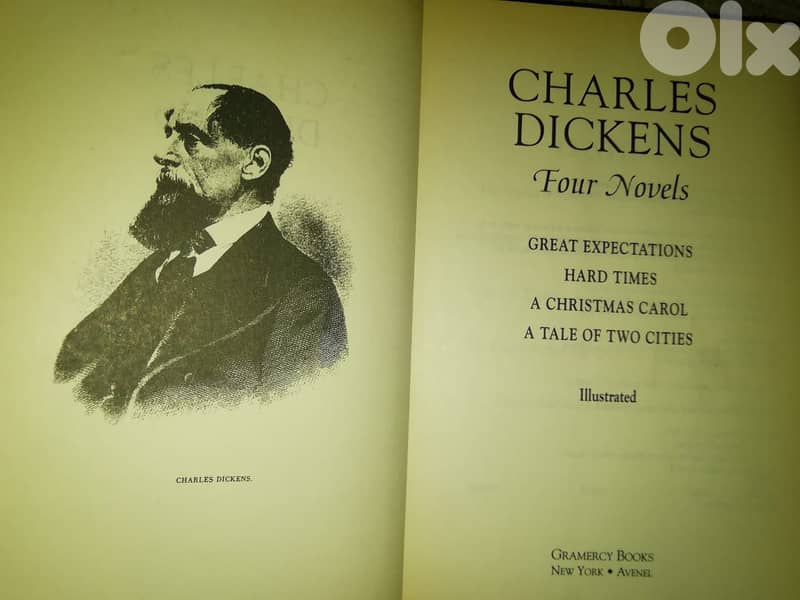 CHARLES DICKENS.
olx
CHARLES
DICKENS
Four Novels
GREAT EXPECTATIONS
HARD TIMES
A CHRISTMAS CAROL
A TALE OF TWO CITIES
Illustrated
GRAMERCY BOOKS
NEW YORK • AVENEL